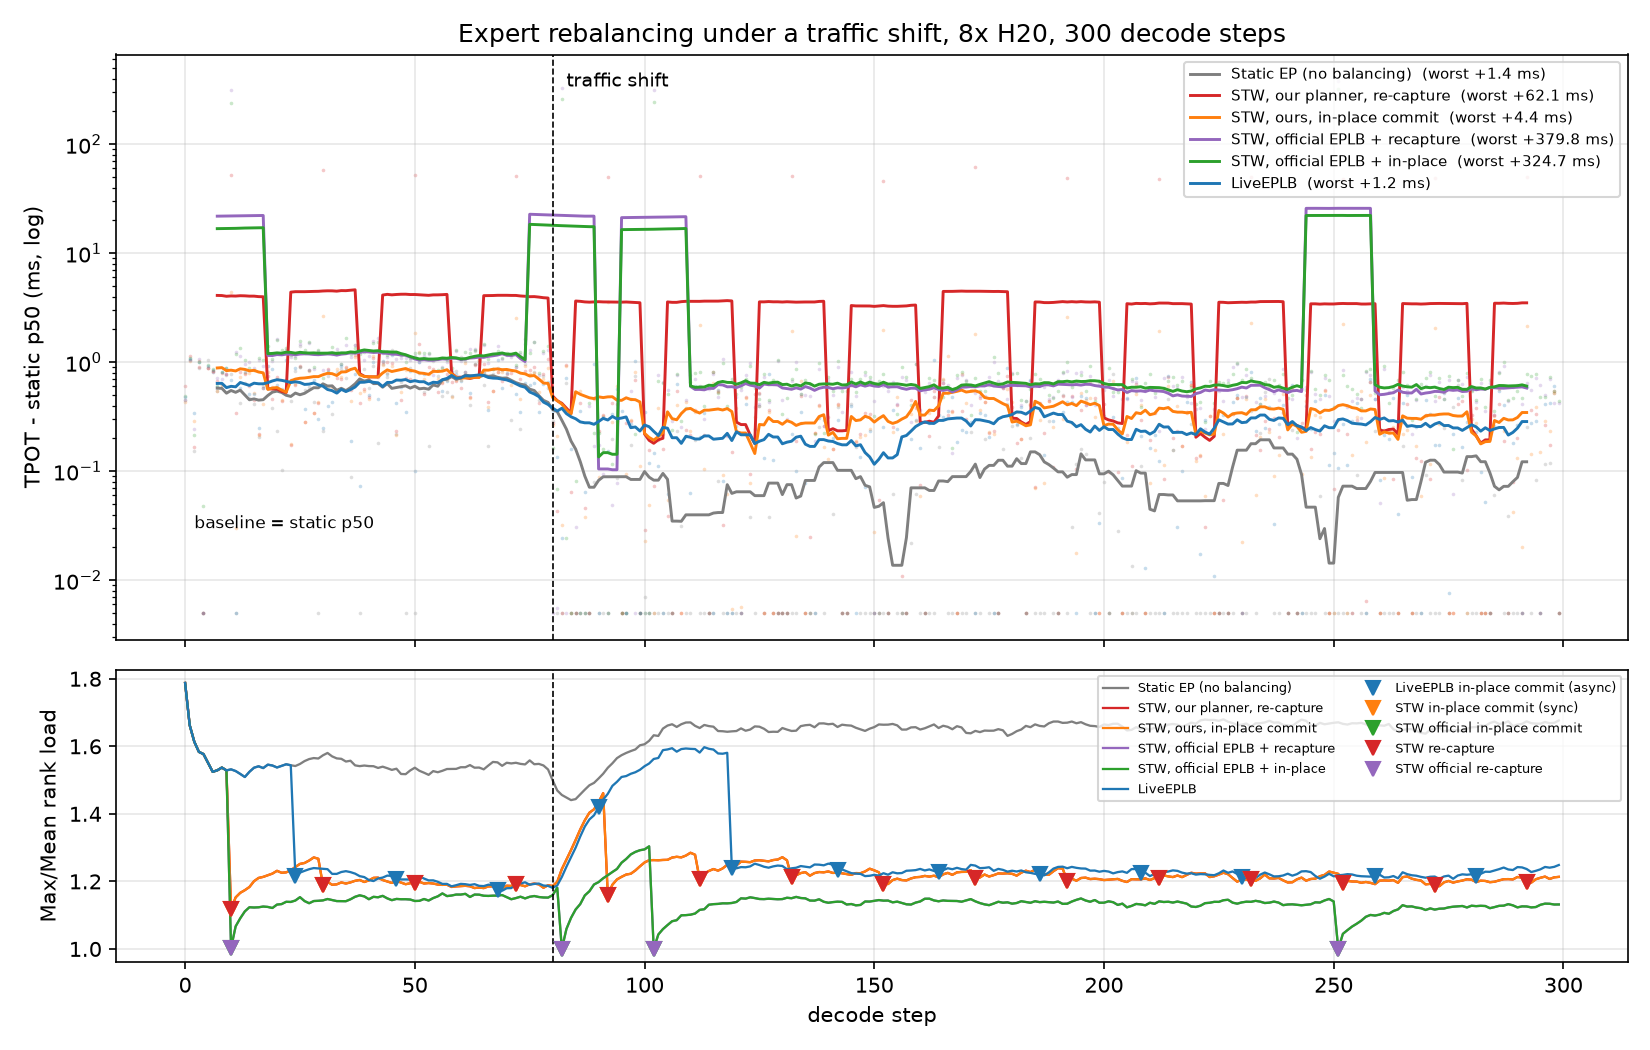 Expert rebalancing under a traffic shift, 8x H20, 300 decode steps
traffic shift
Static EP (no balancing)  (worst +1.4 ms)
STW, our planner, re-capture  (worst +62.1 ms)
STW, ours, in-place commit  (worst +4.4 ms)
STW, official EPLB + recapture  (worst +379.8 ms)
STW, official EPLB + in-place  (worst +324.7 ms)
LiveEPLB  (worst +1.2 ms)
TPOT - static p50 (ms, log)
10²
10¹
10⁰
10⁻¹
10⁻²
baseline = static p50
Max/Mean rank load
1.8
1.6
1.4
1.2
1.0
Static EP (no balancing)
STW, our planner, re-capture
STW, ours, in-place commit
STW, official EPLB + recapture
STW, official EPLB + in-place
LiveEPLB
LiveEPLB in-place commit (async)
STW in-place commit (sync)
STW official in-place commit
STW re-capture
STW official re-capture
0 50 100 150 200 250 300
decode step